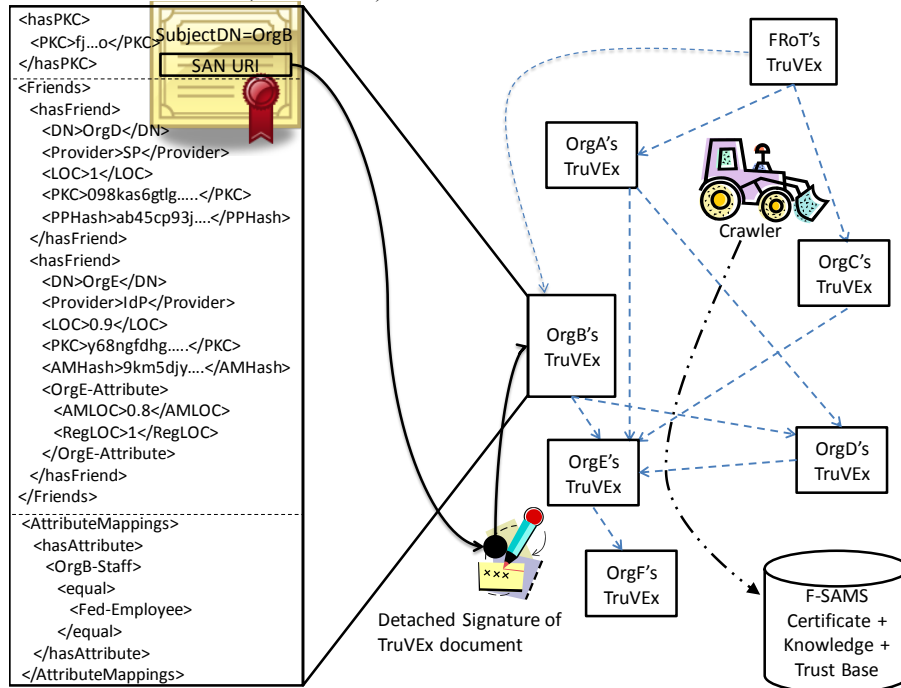 <hasPKC>
<PKC>fj...o</PKC>
</hasPKC>
SubjectDN=OrgB
SAN URI
<Friends>
<hasFriend>
<DN>OrgD</DN>
<Provider>SP</Provider>
<LOC>1</LOC>
<PKC>098kas6gtlg.....</PKC>
<PPHash>ab45cp93j....</PPHash>
</hasFriend>
<hasFriend>
<DN>OrgE</DN>
<Provider>IdP</Provider>
<LOC>0.9</LOC>
<PKC>y68ngfdhg.....</PKC>
<AMHash>9km5djy....</AMHash>
<OrgE-Attribute>
<AMLOC>0.8</AMLOC>
<RegLOC>1</RegLOC>
</OrgE-Attribute>
</hasFriend>
</Friends>
<AttributeMappings>
<hasAttribute>
<OrgB-Staff>
<equal>
<Fed-Employee>
</equal>
</hasAttribute>
</AttributeMappings>
FRoT's
TruVEx
OrgA's
TruVEx
Crawler
OrgC's
TruVEx
OrgB's
TruVEx
OrgE's
TruVEx
OrgD's
TruVEx
OrgF's
TruVEx
×××
Detached Signature of
TruVEx document
F-SAMS
Certificate +
Knowledge +
Trust Base